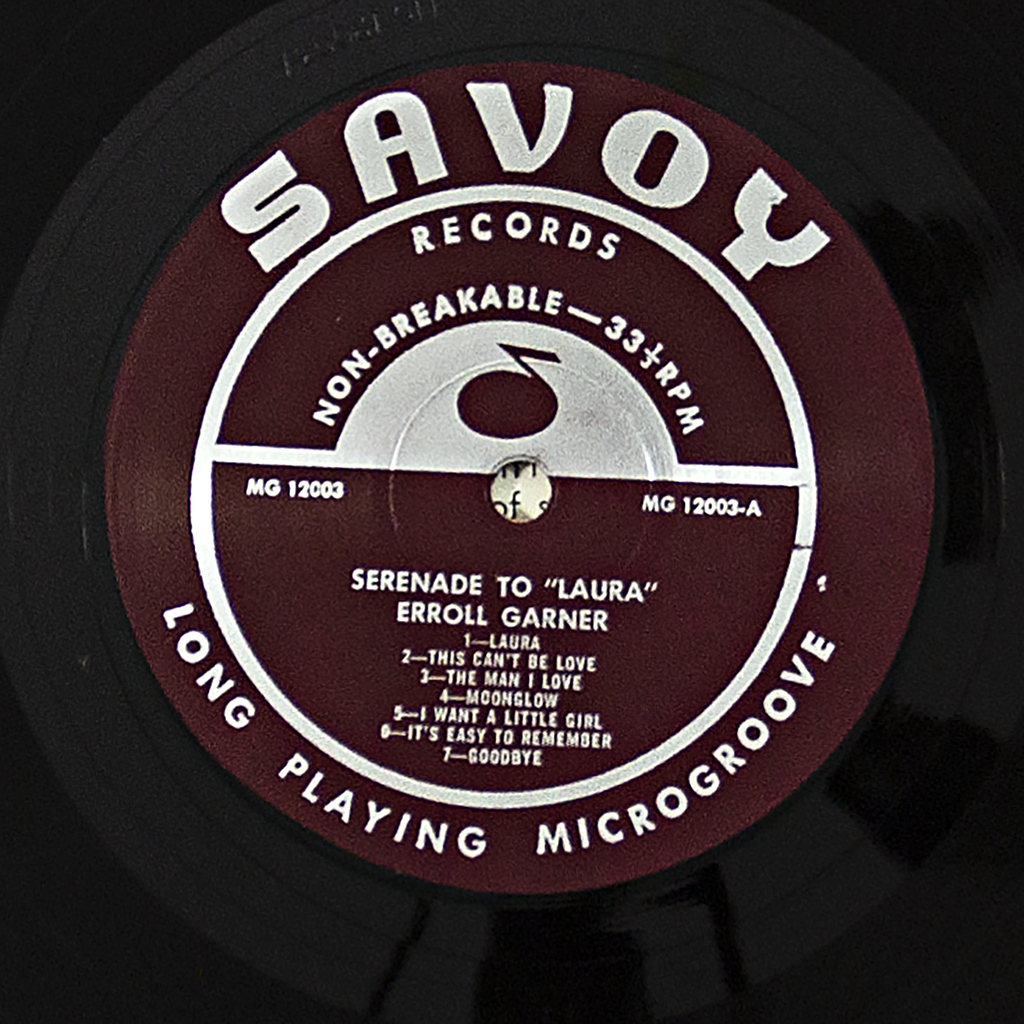 SAVOY
RECORDS
NON-BREAKABLE—33⅓RPM
MG 12003
MG 12003-A
SERENADE TO "LAURA"
ERROLL GARNER
1—LAURA
2—THIS CAN'T BE LOVE
3—THE MAN I LOVE
4—MOONGLOW
5—I WANT A LITTLE GIRL
6—IT'S EASY TO REMEMBER
7—GOODBYE
LONG PLAYING MICROGROOVE
of